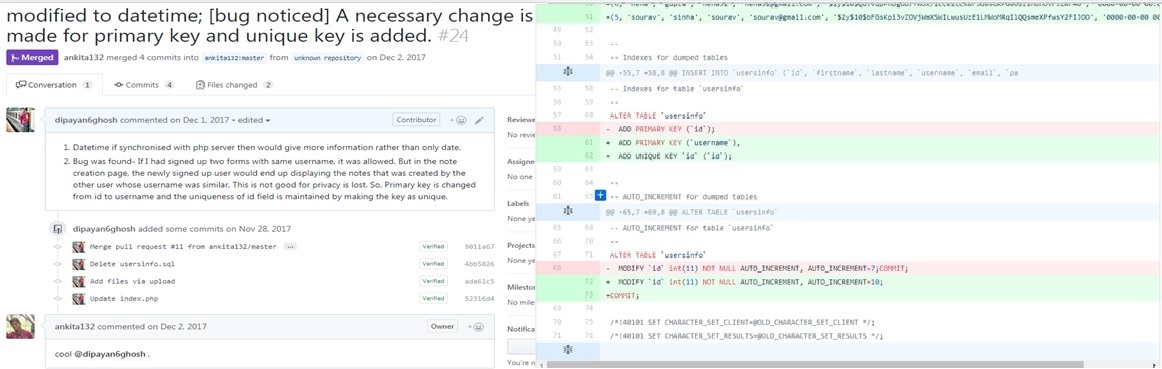 modified to datetime; [bug noticed] A necessary change is
made for primary key and unique key is added. #24
Merged ankita132 merged 4 commits into ankita132:master from unknown repository on Dec 2, 2017
Conversation 1 Commits 4 Files changed 2
dipayan6ghosh commented on Dec 1, 2017 • edited Contributor
1. Datetime if synchronised with php server then would give more information rather than only date.
2. Bug was found- If I had signed up two forms with same username, it was allowed. But in the note
creation page, the newly signed up user would end up displaying the notes that was created by the
other user whose username was similar. This is not good for privacy is lost. So, Primary key is changed
from id to username and the uniqueness of id field is maintained by making the key as unique.
dipayan6ghosh added some commits on Nov 28, 2017
Merge pull request #11 from ankita132/master ... Verified 9011a67
Delete usersinfo.sql Verified 4bb5026
Add files via upload Verified ada61c5
Update index.php Verified 52316d4
ankita132 commented on Dec 2, 2017 Owner
cool @dipayan6ghosh .
Reviewe
No revie
Assigne
No one
Labels
None ye
Projects
None ye
Milesto
No mile
Notifica
You're n
51 +(5, 'sourav', 'sinha', 'sourav', 'sourav@gmail.com',
49 52
50 53 --
51 54 -- Indexes for dumped tables
@@ -55,7 +58,8 @@ INSERT INTO `usersinfo` (`id`, `firstname`, `lastname`, `username`, `email`, `pa
55 58 -- Indexes for table `usersinfo`
56 59 --
57 60 ALTER TABLE `usersinfo`
58 - ADD PRIMARY KEY (`id`);
61 + ADD PRIMARY KEY (`username`),
62 + ADD UNIQUE KEY `id` (`id`);
59 63
60 64 --
61 + -- AUTO_INCREMENT for dumped tables
@@ -65,7 +69,8 @@ ALTER TABLE `usersinfo`
65 69 -- AUTO_INCREMENT for table `usersinfo`
66 70 --
67 71 ALTER TABLE `usersinfo`
68 - MODIFY `id` int(11) NOT NULL AUTO_INCREMENT, AUTO_INCREMENT=7;COMMIT;
72 + MODIFY `id` int(11) NOT NULL AUTO_INCREMENT, AUTO_INCREMENT=10;
73 +COMMIT;
69 74
70 75 /*!40101 SET CHARACTER_SET_CLIENT=@OLD_CHARACTER_SET_CLIENT */;
71 76 /*!40101 SET CHARACTER_SET_RESULTS=@OLD_CHARACTER_SET_RESULTS */;